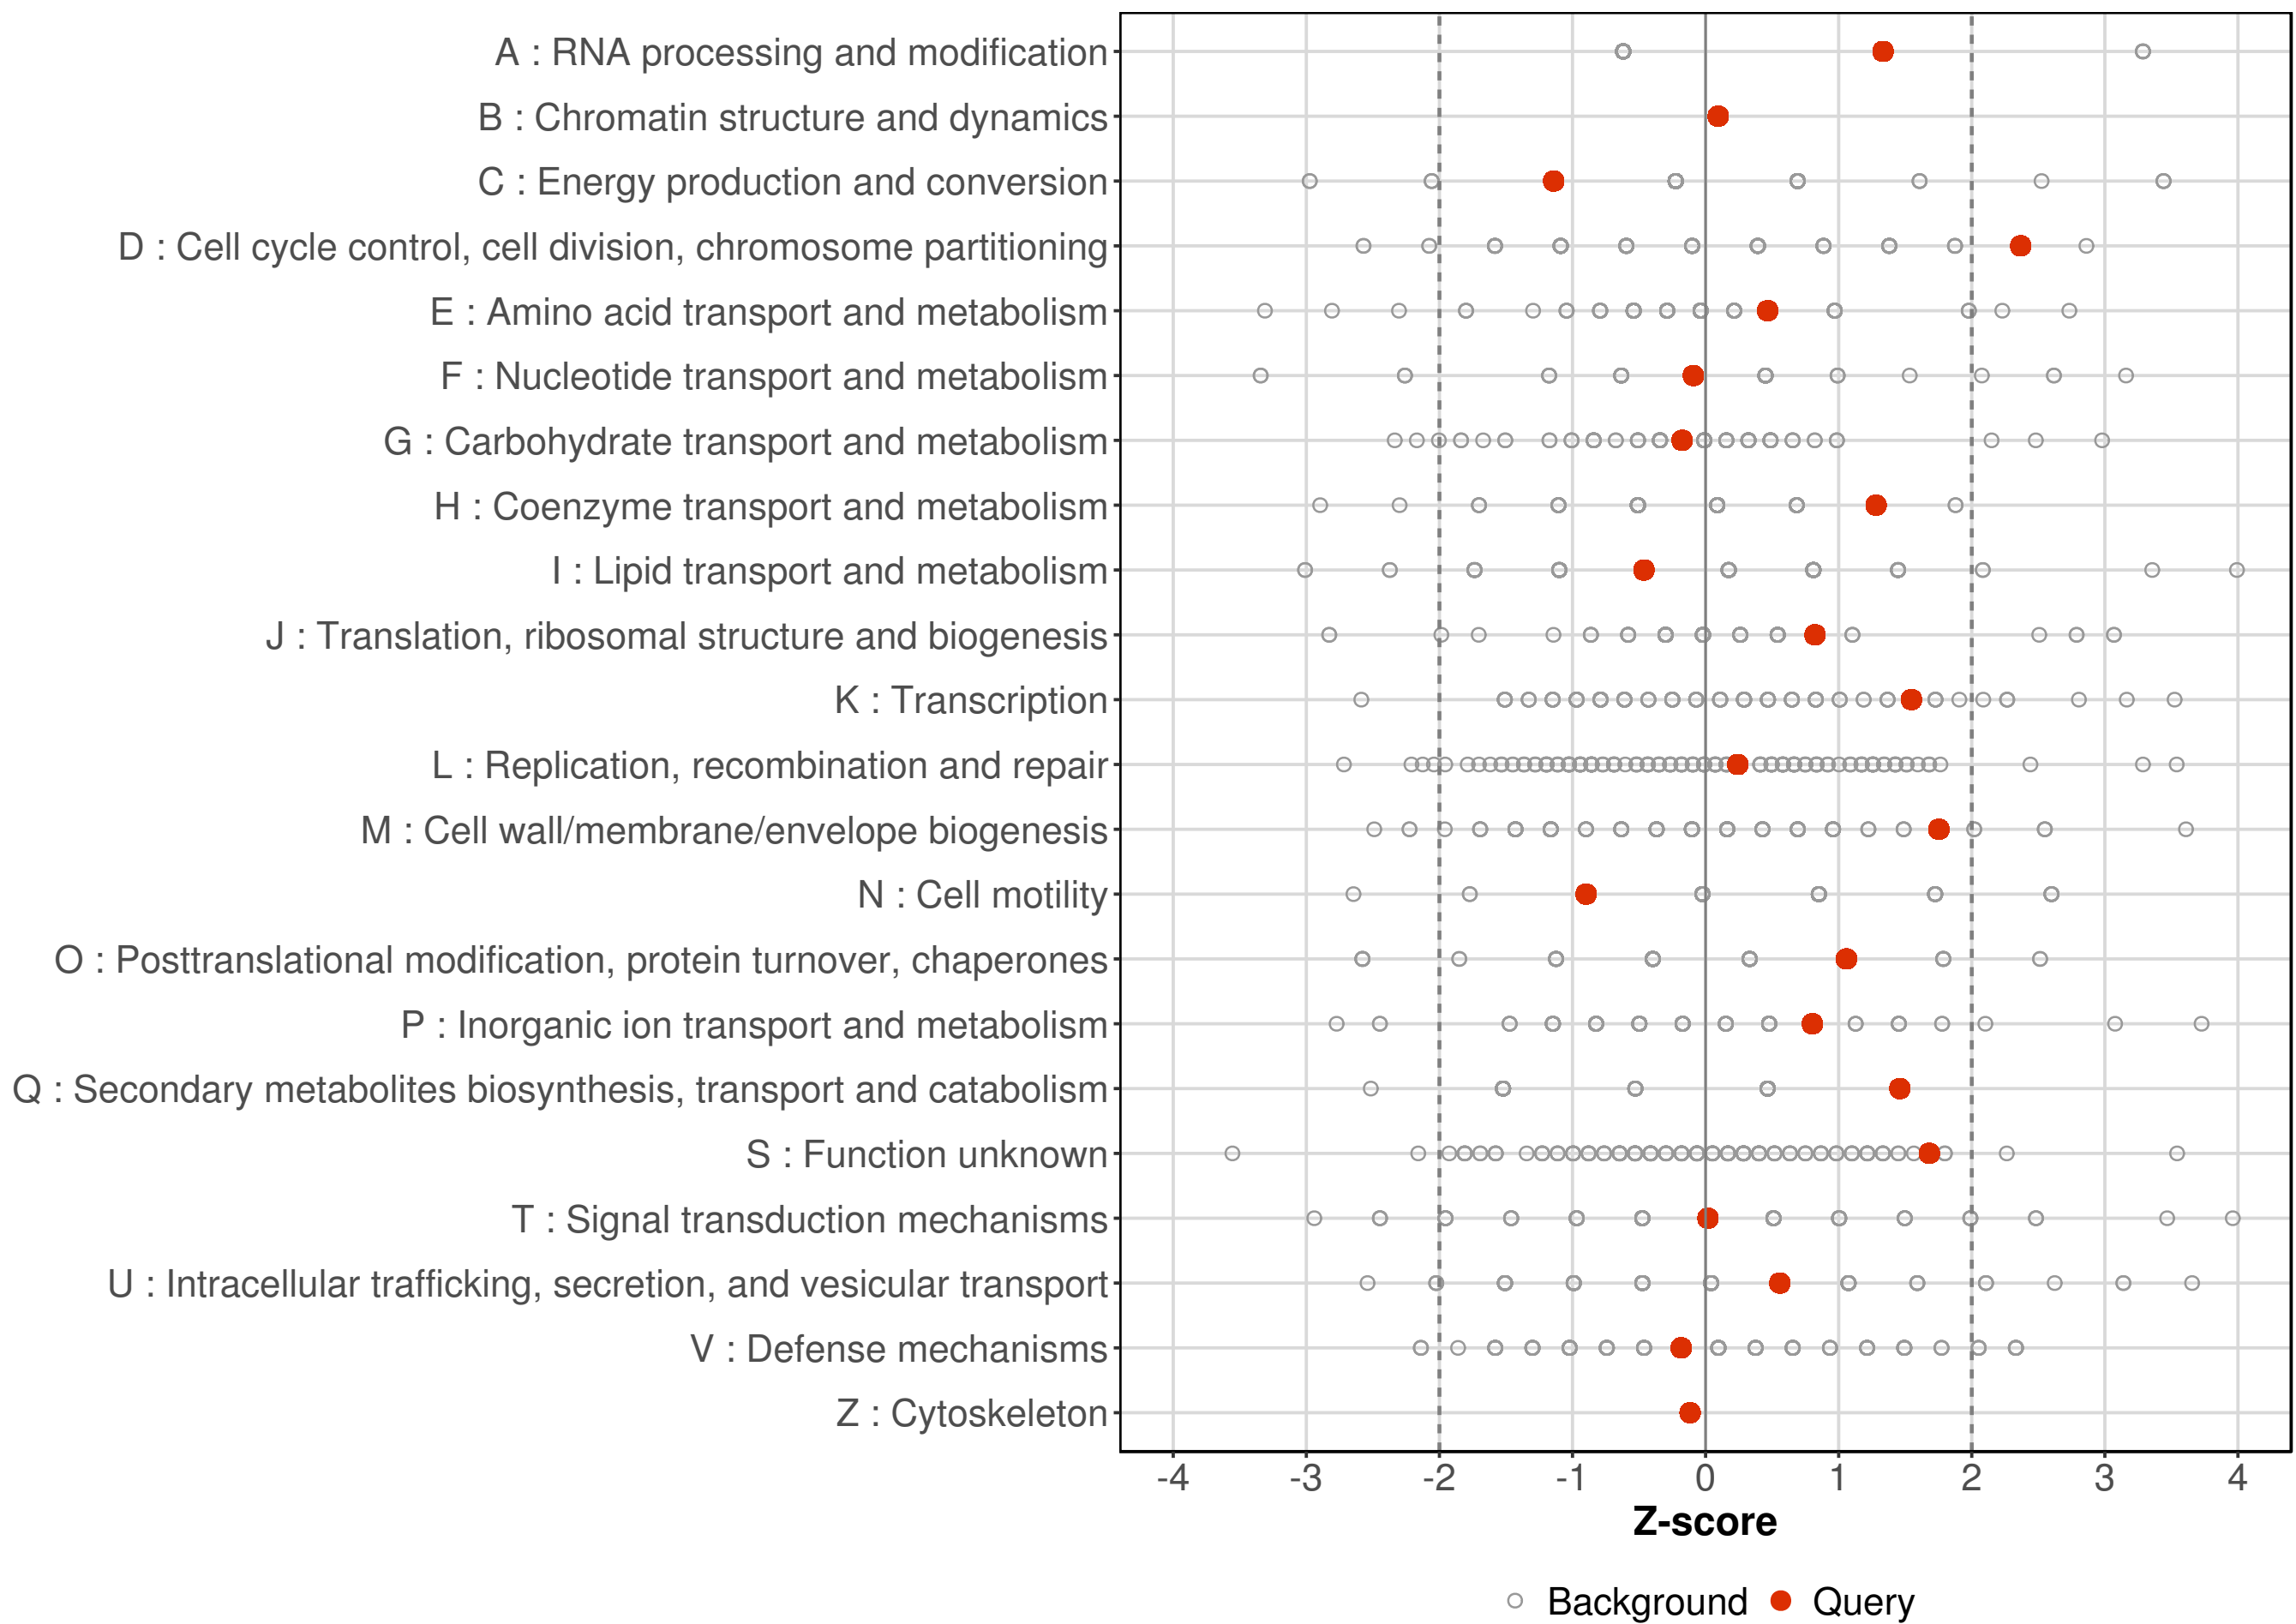 A : RNA processing and modification
B : Chromatin structure and dynamics
C : Energy production and conversion
D : Cell cycle control, cell division, chromosome partitioning
E : Amino acid transport and metabolism
F : Nucleotide transport and metabolism
G : Carbohydrate transport and metabolism
H : Coenzyme transport and metabolism
I : Lipid transport and metabolism
J : Translation, ribosomal structure and biogenesis
K : Transcription
L : Replication, recombination and repair
M : Cell wall/membrane/envelope biogenesis
N : Cell motility
O : Posttranslational modification, protein turnover, chaperones
P : Inorganic ion transport and metabolism
Q : Secondary metabolites biosynthesis, transport and catabolism
S : Function unknown
T : Signal transduction mechanisms
U : Intracellular trafficking, secretion, and vesicular transport
V : Defense mechanisms
Z : Cytoskeleton
-4 -3 -2 -1 0 1 2 3 4
Z-score
Background Query